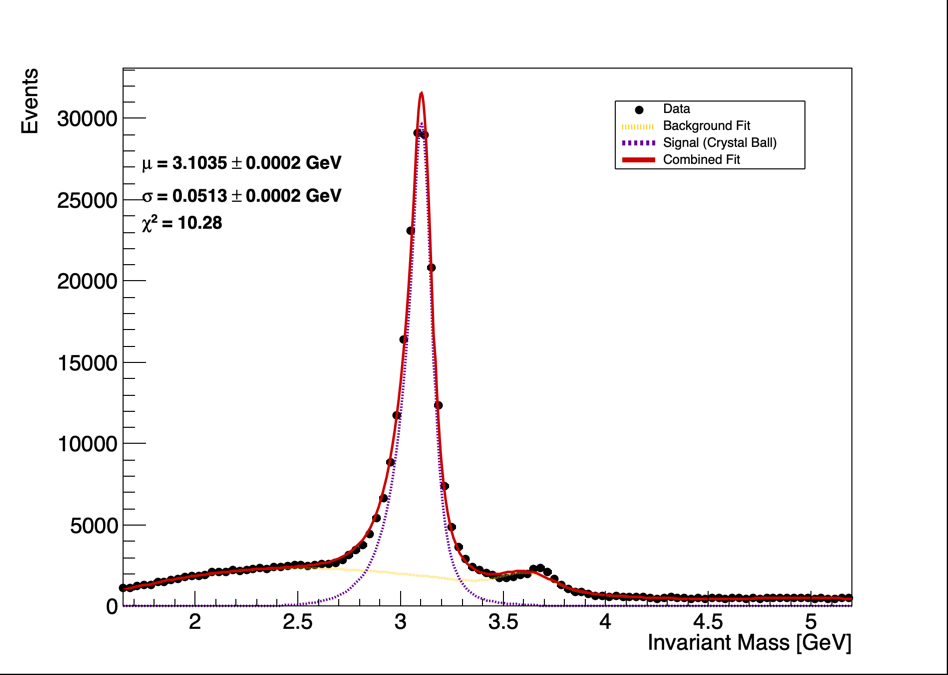 Events
30000
25000
20000
15000
10000
5000
0
μ = 3.1035 ± 0.0002 GeV
σ = 0.0513 ± 0.0002 GeV
χ² = 10.28
Data
Background Fit
Signal (Crystal Ball)
Combined Fit
2 2.5 3 3.5 4 4.5 5
Invariant Mass [GeV]